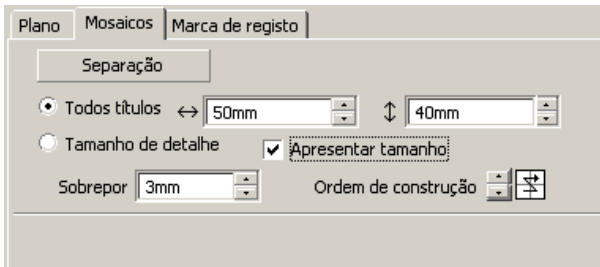 Plano Mosaicos Marca de registo
Separação
Todos títulos 50mm 40mm
Tamanho de detalhe Apresentar tamanho
Sobrepor 3mm Ordem de construção